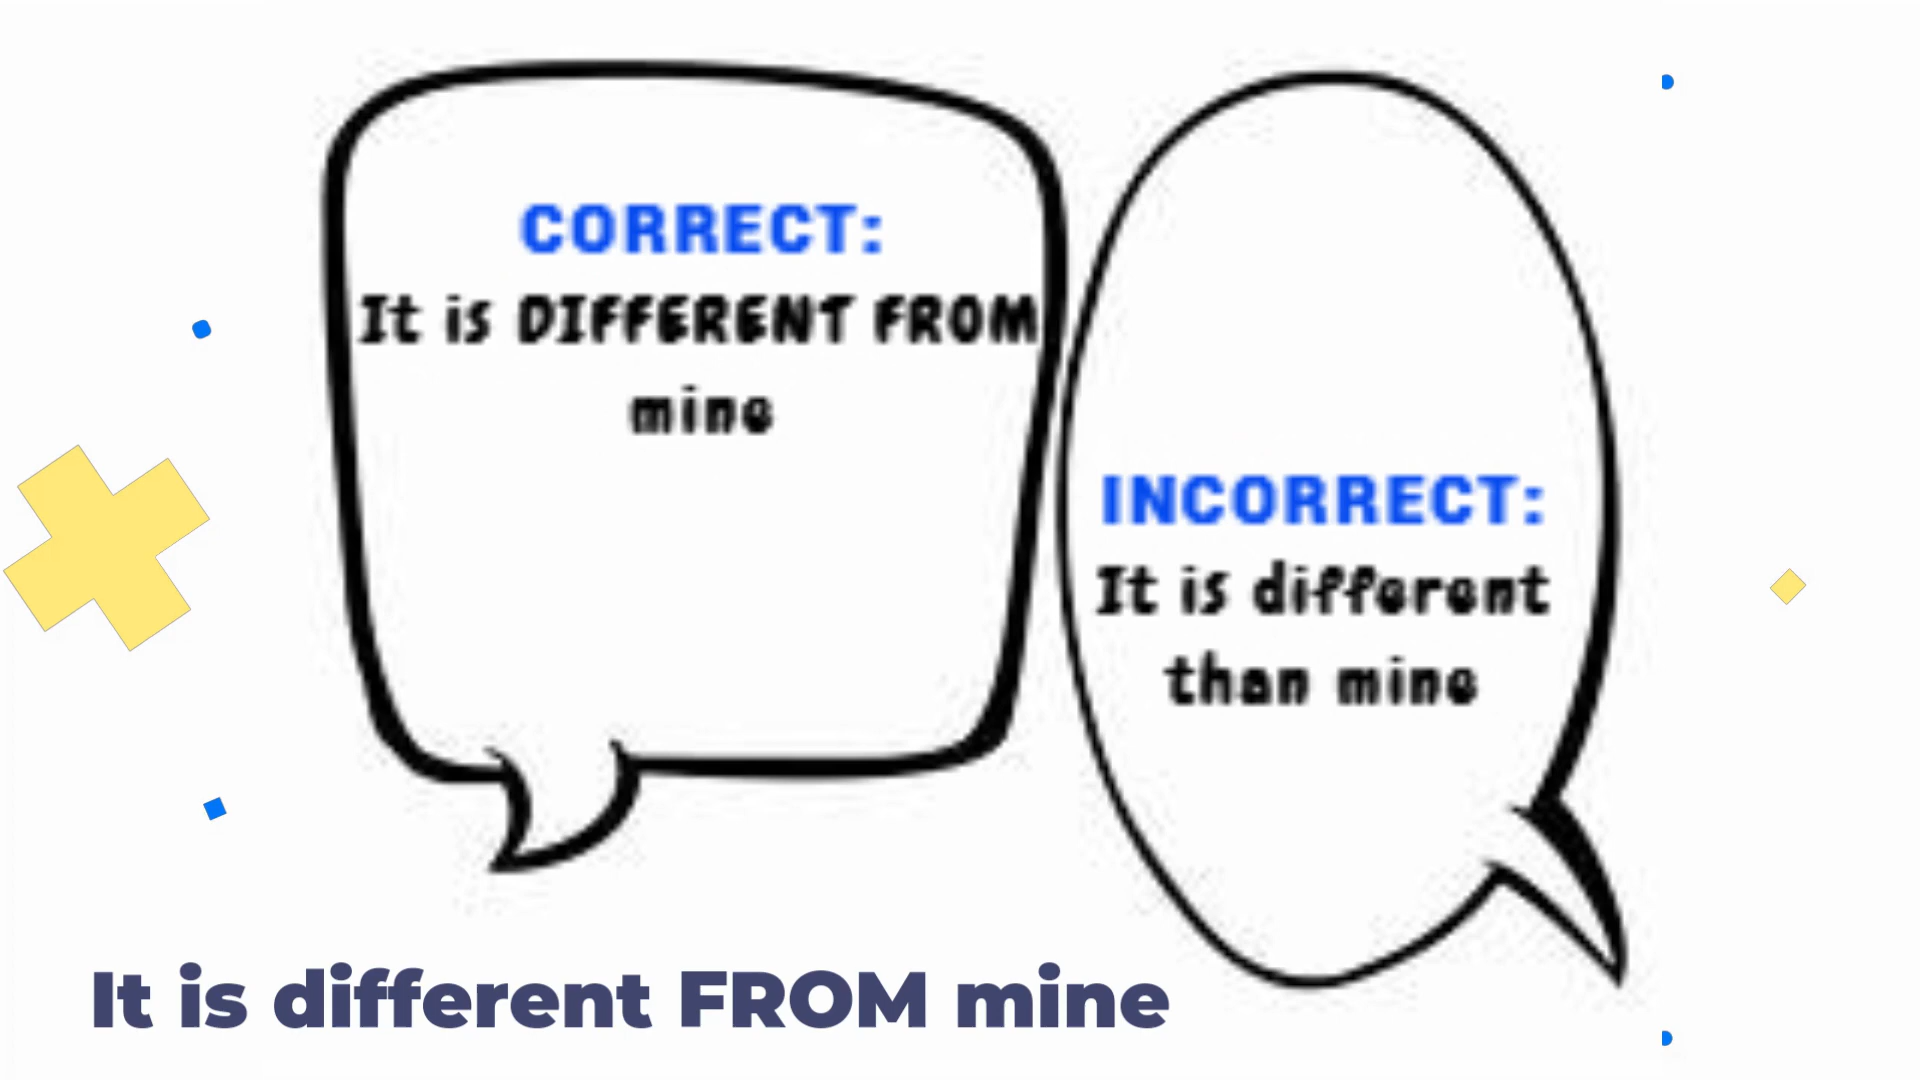 CORRECT:
It is DIFFERENT FROM
mine
INCORRECT:
It is different
than mine
It is different FROM mine